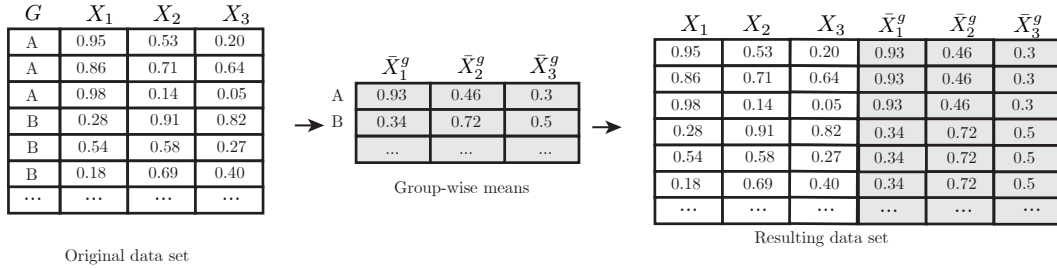 G X₁ X₂ X₃
A 0.95 0.53 0.20
A 0.86 0.71 0.64
A 0.98 0.14 0.05
B 0.28 0.91 0.82
B 0.54 0.58 0.27
B 0.18 0.69 0.40
... ... ... ...
Original data set
X̄₁ᵍ X̄₂ᵍ X̄₃ᵍ
A 0.93 0.46 0.3
B 0.34 0.72 0.5
... ... ...
Group-wise means
X₁ X₂ X₃ X̄₁ᵍ X̄₂ᵍ X̄₃ᵍ
0.95 0.53 0.20 0.93 0.46 0.3
0.86 0.71 0.64 0.93 0.46 0.3
0.98 0.14 0.05 0.93 0.46 0.3
0.28 0.91 0.82 0.34 0.72 0.5
0.54 0.58 0.27 0.34 0.72 0.5
0.18 0.69 0.40 0.34 0.72 0.5
... ... ... ... ... ...
Resulting data set